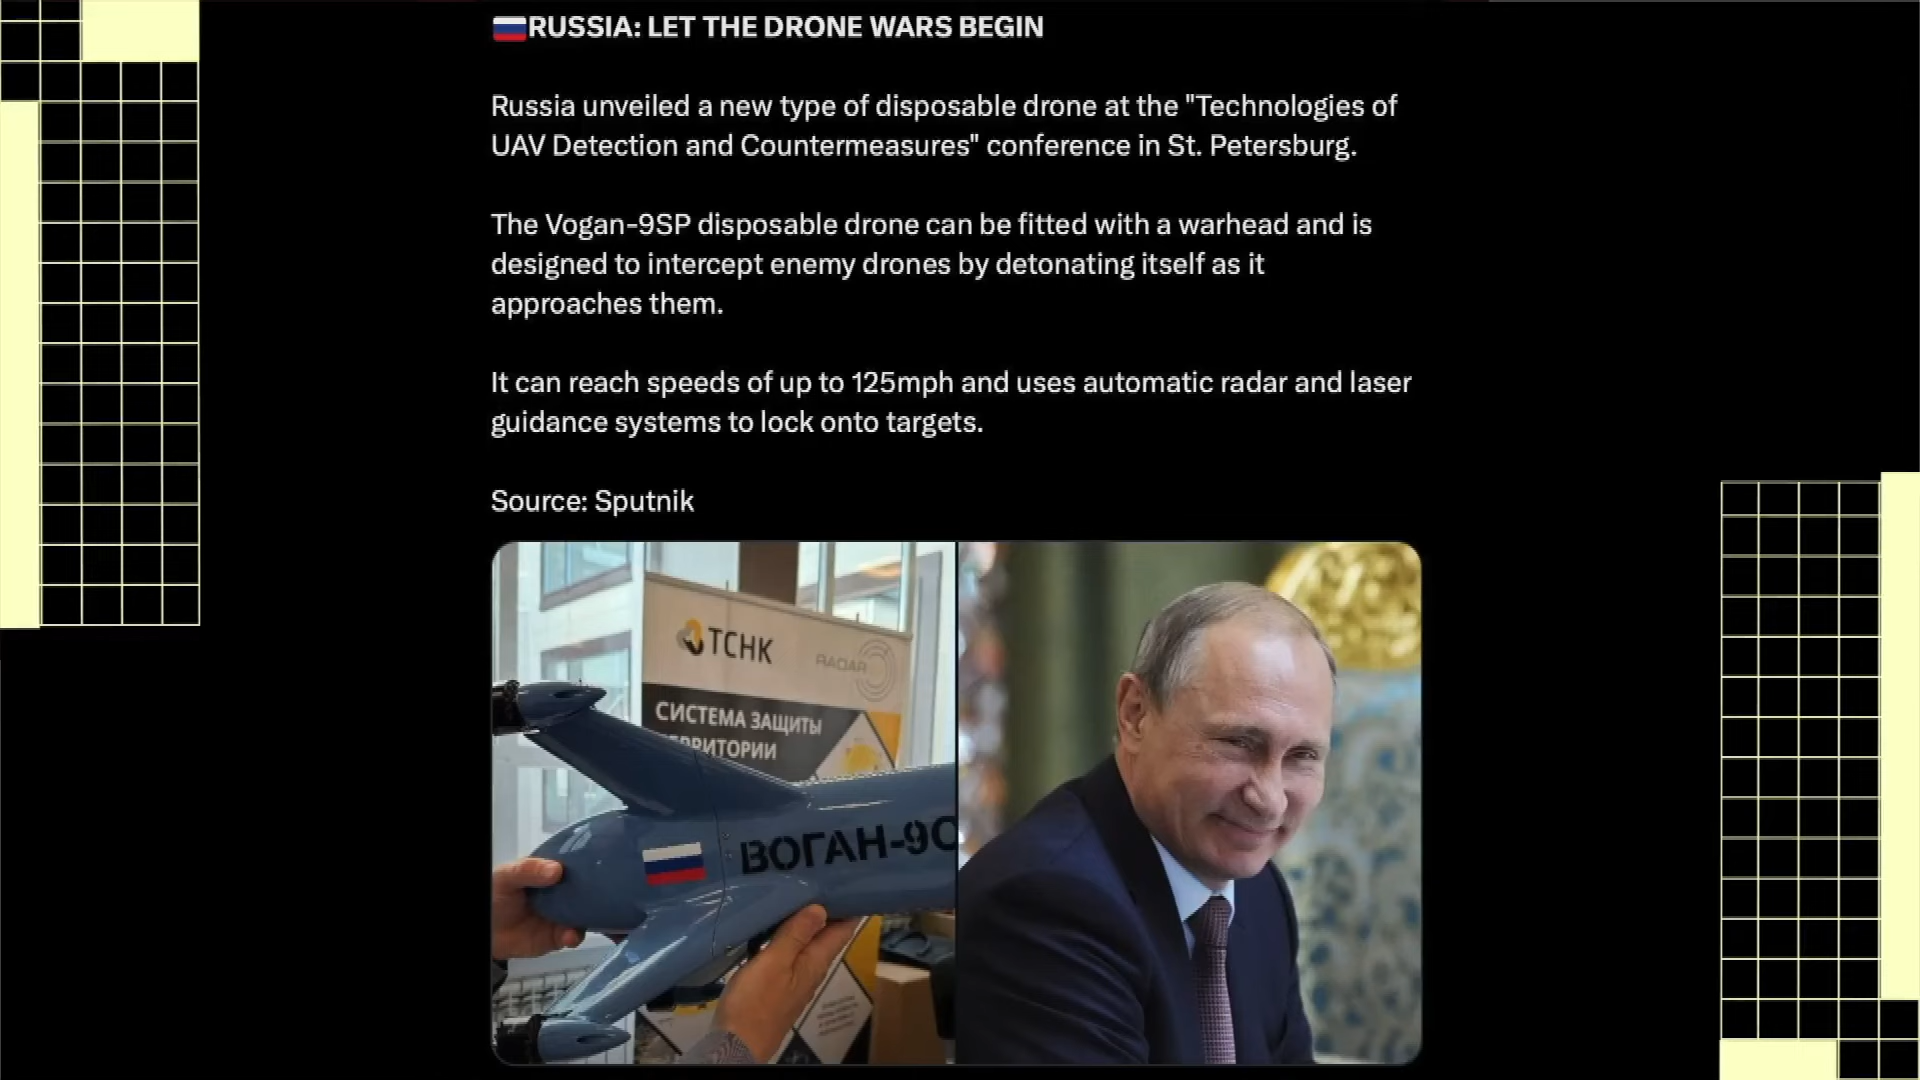 RUSSIA: LET THE DRONE WARS BEGIN
Russia unveiled a new type of disposable drone at the "Technologies of
UAV Detection and Countermeasures" conference in St. Petersburg.
The Vogan-9SP disposable drone can be fitted with a warhead and is
designed to intercept enemy drones by detonating itself as it
approaches them.
It can reach speeds of up to 125mph and uses automatic radar and laser
guidance systems to lock onto targets.
Source: Sputnik
ТСНК
RADAR
СИСТЕМА ЗАЩИТЫ
ЕРРИТОРИИ
ВОГАН-9С